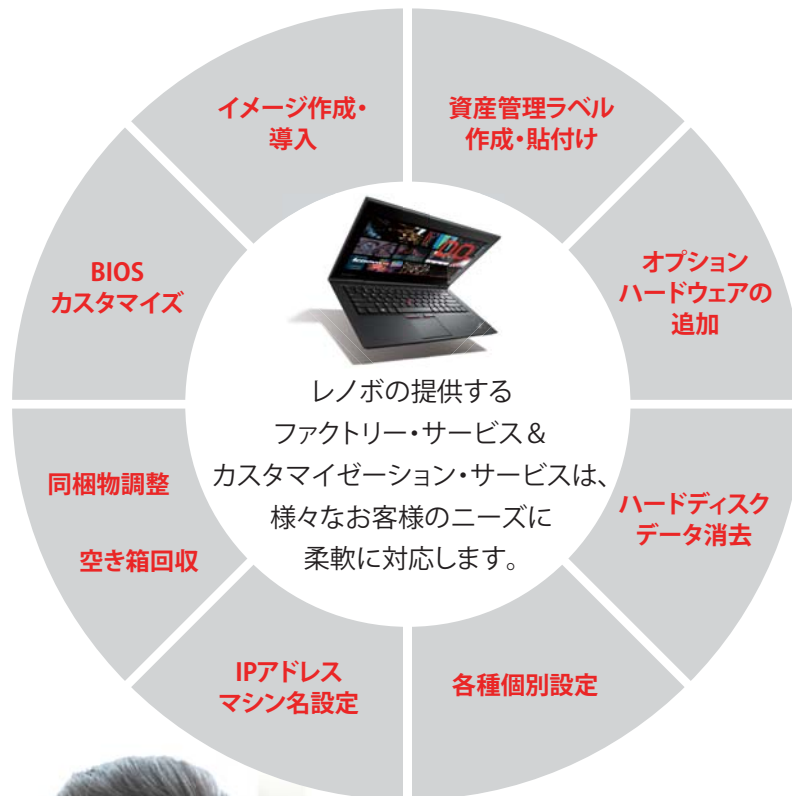 イメージ作成・
導入
資産管理ラベル
作成・貼付け
オプション
ハードウェアの
追加
ハードディスク
データ消去
各種個別設定
IPアドレス
マシン名設定
同梱物調整
空き箱回収
BIOS
カスタマイズ
レノボの提供する
ファクトリー・サービス&
カスタマイゼーション・サービスは、
様々なお客様のニーズに
柔軟に対応します。